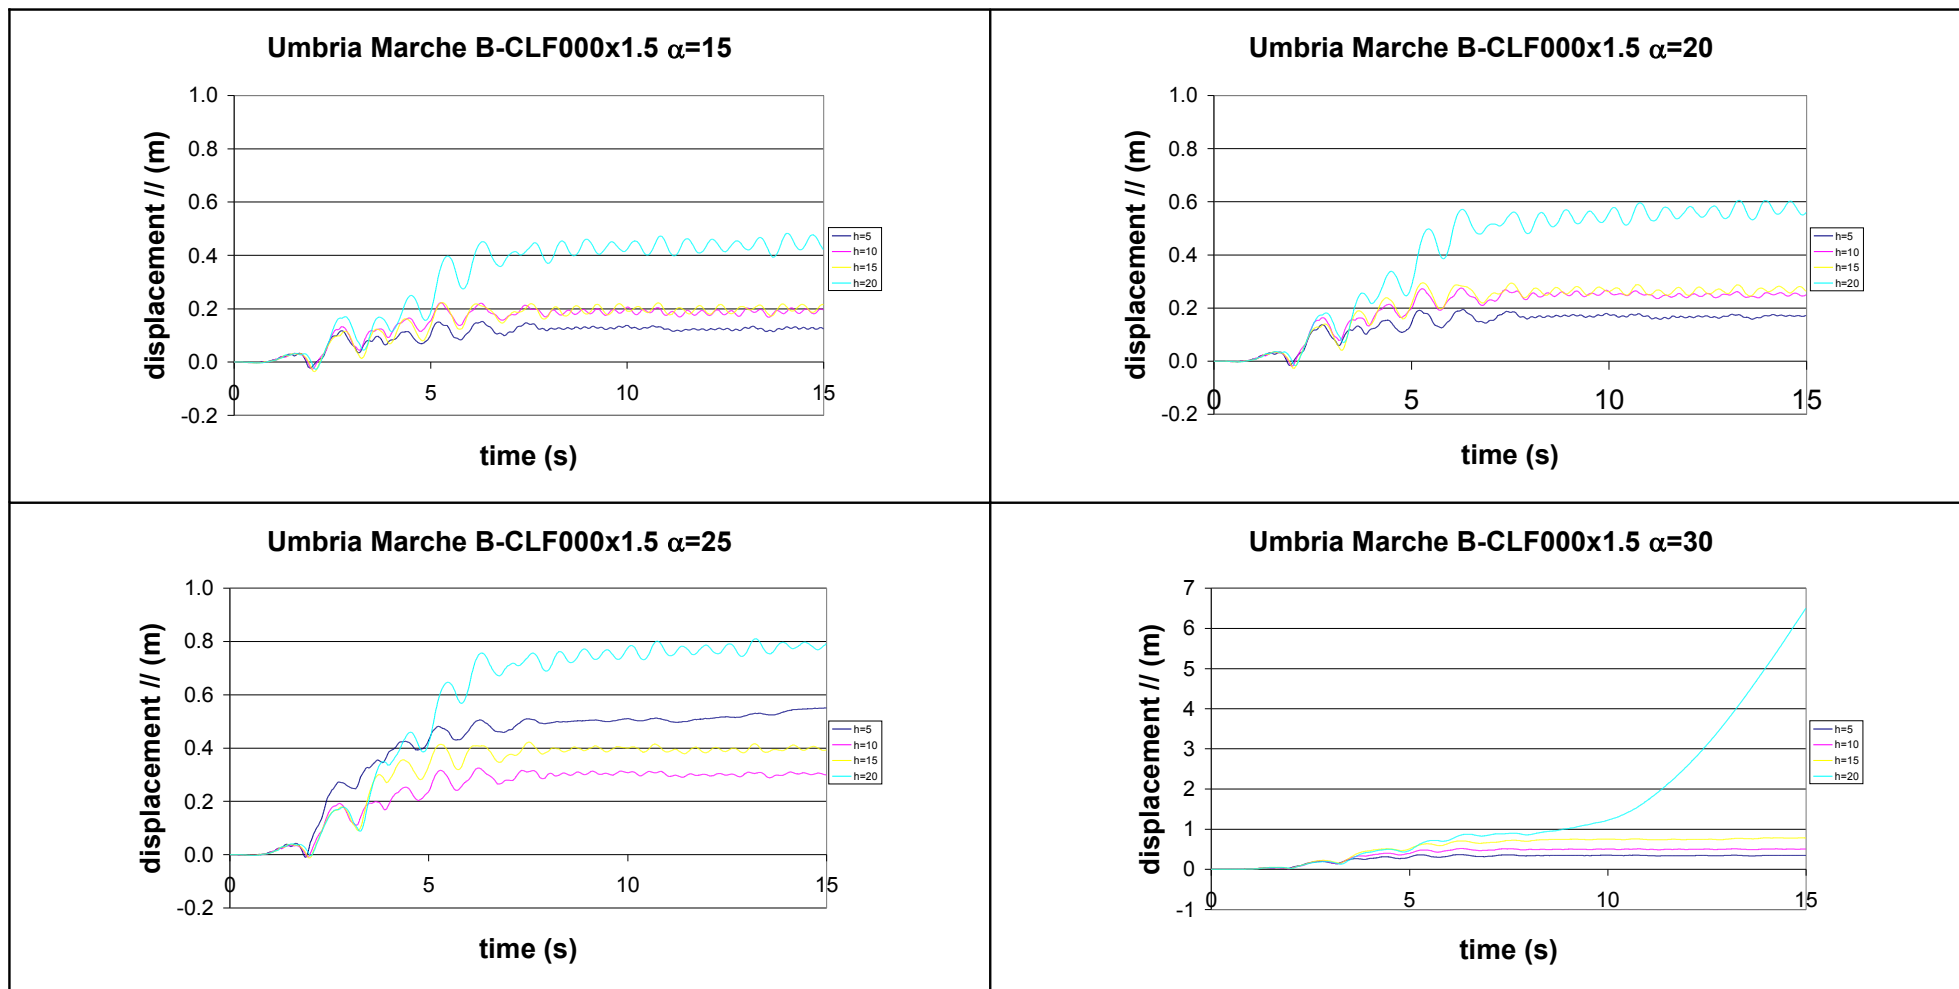 Umbria Marche B-CLF000x1.5 α=15
displacement // (m)
1.0
0.8
0.6
0.4
0.2
0.0
-0.2
0
5
10
15
time (s)
h=5
h=10
h=15
h=20
Umbria Marche B-CLF000x1.5 α=20
displacement // (m)
1.0
0.8
0.6
0.4
0.2
0.0
-0.2
0
5
10
15
time (s)
h=5
h=10
h=15
h=20
Umbria Marche B-CLF000x1.5 α=25
displacement // (m)
1.0
0.8
0.6
0.4
0.2
0.0
-0.2
0
5
10
15
time (s)
h=5
h=10
h=15
h=20
Umbria Marche B-CLF000x1.5 α=30
displacement // (m)
7
6
5
4
3
2
1
0
-1
0
5
10
15
time (s)
h=5
h=10
h=15
h=20